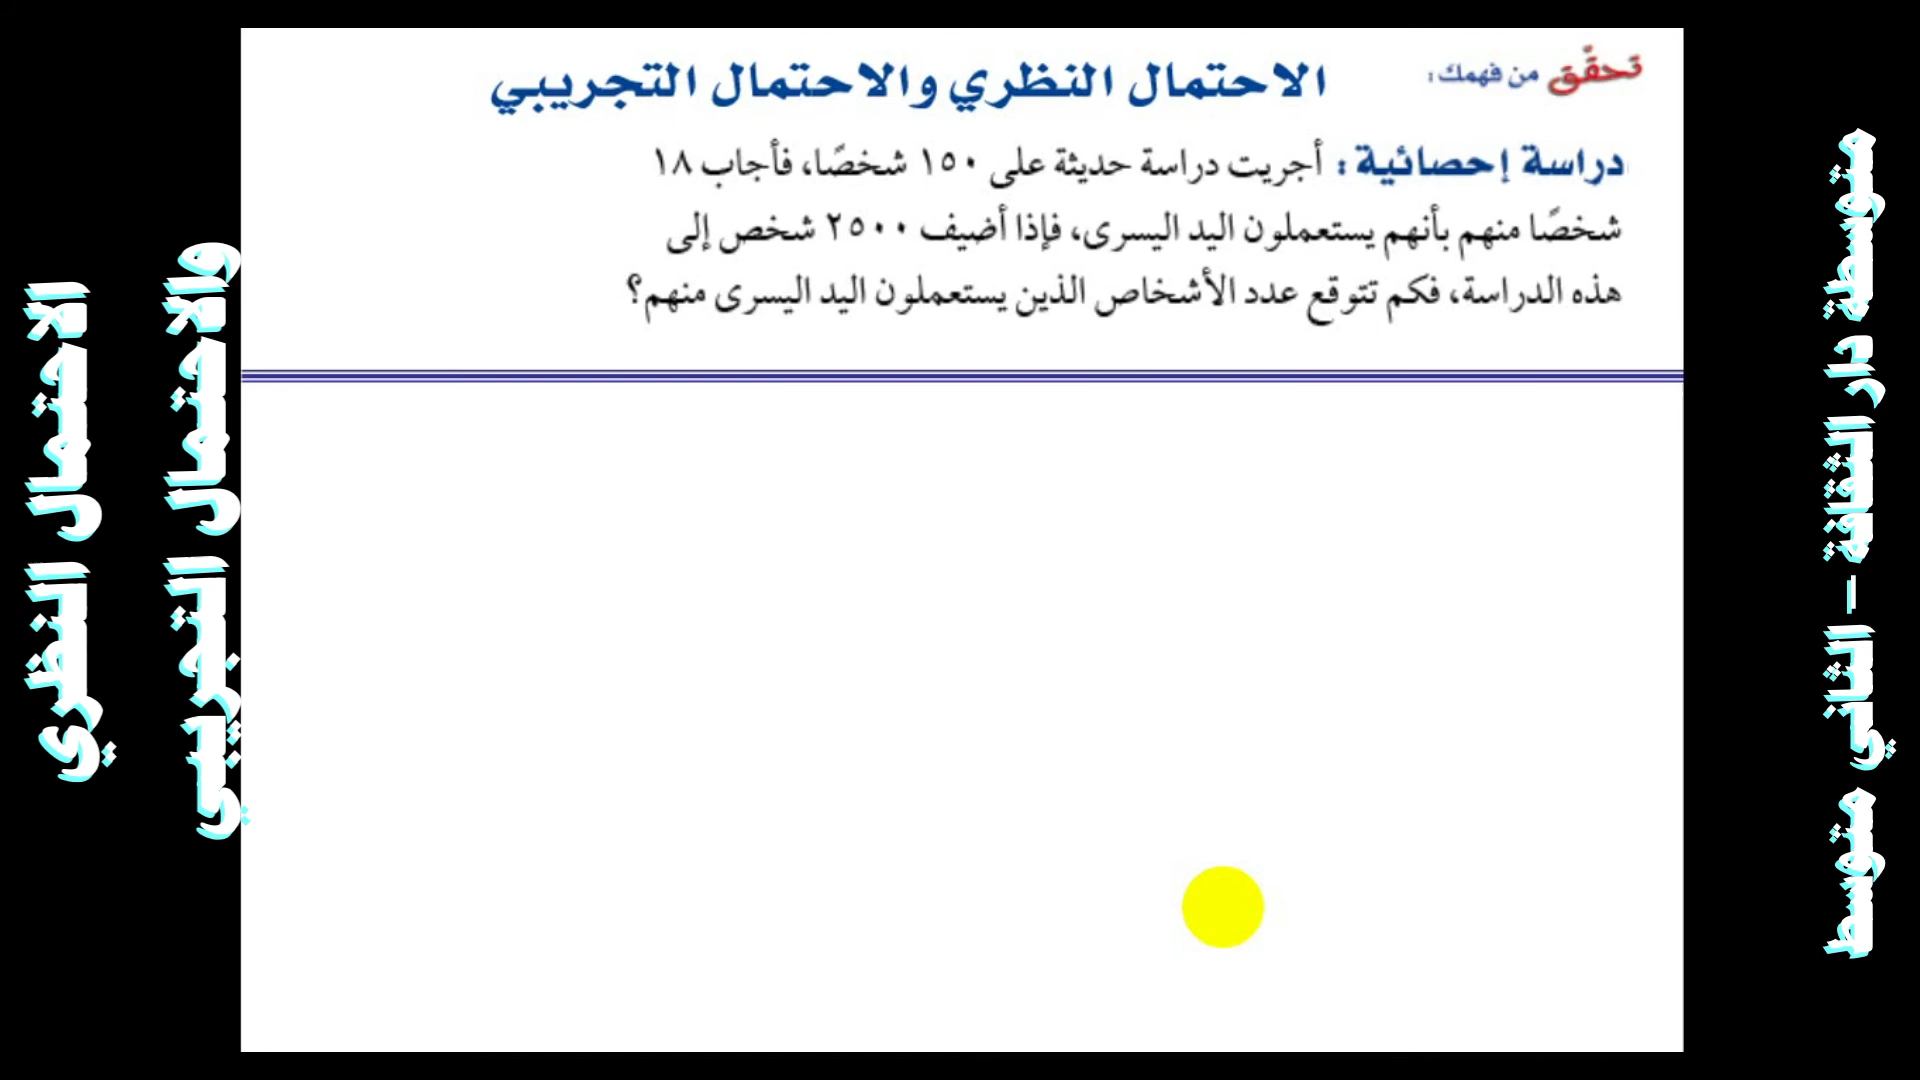 تحقَّق من فهمك:
الاحتمال النظري والاحتمال التجريبي
دراسة إحصائية: أجريت دراسة حديثة على ١٥٠ شخصًا، فأجاب ١٨
شخصًا منهم بأنهم يستعملون اليد اليسرى، فإذا أضيف ٢٥٠٠ شخص إلى
هذه الدراسة، فكم تتوقع عدد الأشخاص الذين يستعملون اليد اليسرى منهم؟
متوسطة دار الثقافة – الثاني متوسط
الاحتمال النظري
والاحتمال التجريبي